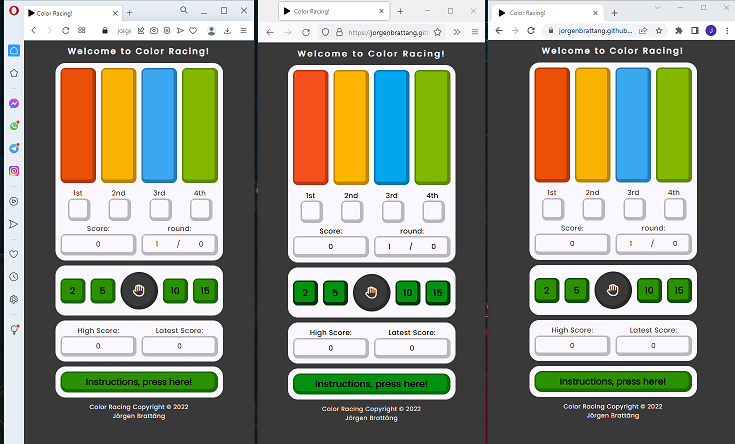 Color Racing!
jorge
Welcome to Color Racing!
1st 2nd 3rd 4th
Score: round:
0 1 / 0
2 5 10 15
High Score: Latest Score:
0 0
Instructions, press here!
Color Racing Copyright © 2022
Jörgen Brattäng
Color Racing!
https://jorgenbrattang.git
Welcome to Color Racing!
1st 2nd 3rd 4th
Score: round:
0 1 / 0
2 5 10 15
High Score: Latest Score:
0 0
Instructions, press here!
Color Racing Copyright © 2022
Jörgen Brattäng
Color Racing!
jorgenbrattang.github...
J
Welcome to Color Racing!
1st 2nd 3rd 4th
Score: round:
0 1 / 0
2 5 10 15
High Score: Latest Score:
0 0
Instructions, press here!
Color Racing Copyright © 2022
Jörgen Brattäng